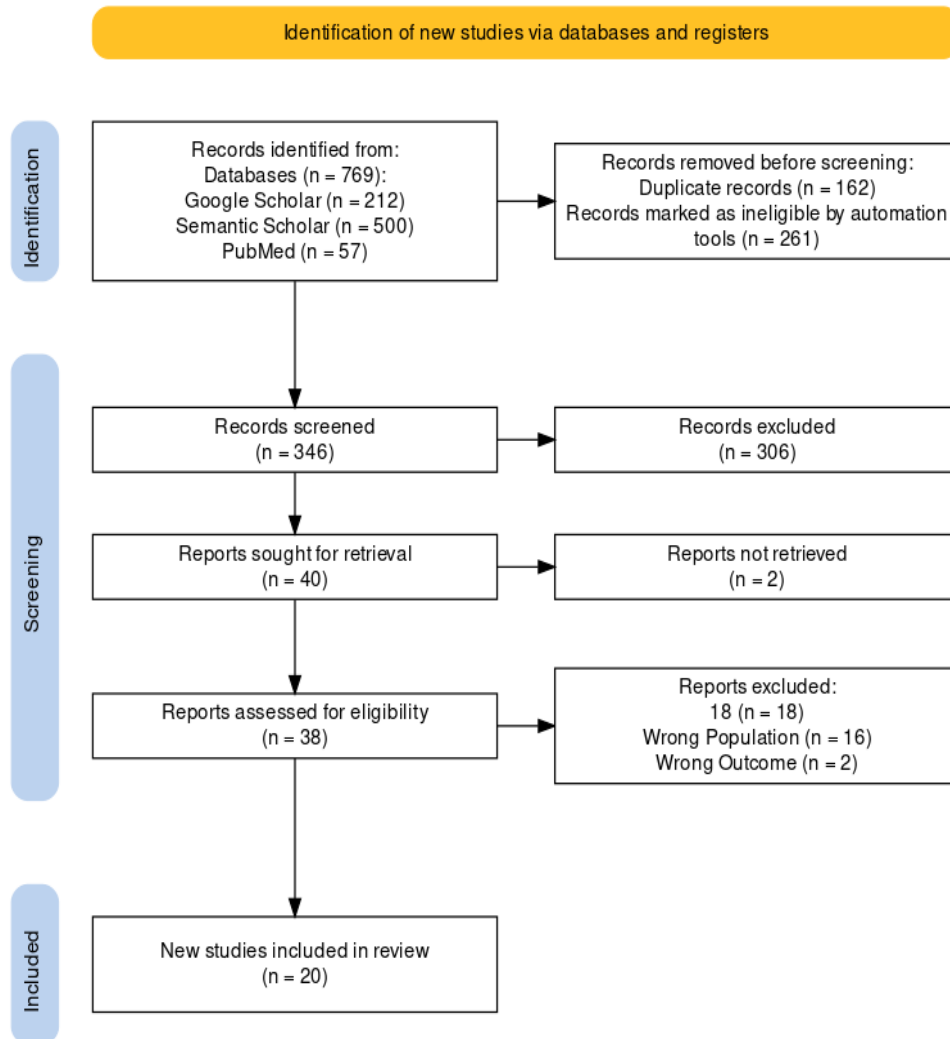 Identification of new studies via databases and registers
Identification
Records identified from:
Databases (n = 769):
Google Scholar (n = 212)
Semantic Scholar (n = 500)
PubMed (n = 57)
Records removed before screening:
Duplicate records (n = 162)
Records marked as ineligible by automation
tools (n = 261)
Screening
Records screened
(n = 346)
Records excluded
(n = 306)
Reports sought for retrieval
(n = 40)
Reports not retrieved
(n = 2)
Reports assessed for eligibility
(n = 38)
Reports excluded:
18 (n = 18)
Wrong Population (n = 16)
Wrong Outcome (n = 2)
Included
New studies included in review
(n = 20)